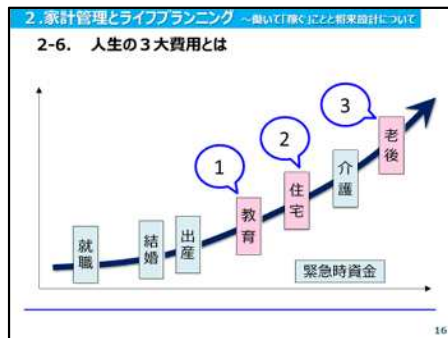 2.家計管理とライフプランニング ～働いて「稼ぐ」ことと将来設計について
2-6. 人生の3大費用とは
3
2
1
老後
介護
住宅
教育
出産
結婚
就職
緊急時資金
16